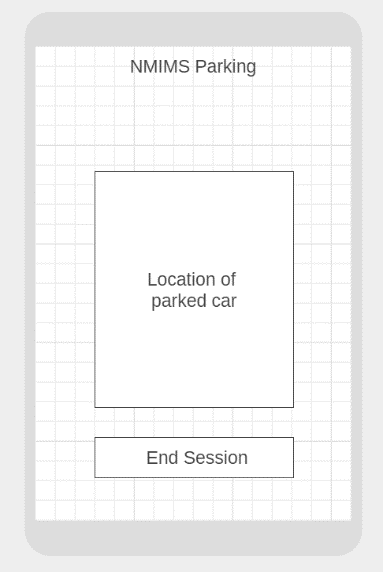 NMIMS Parking
Location of
parked car
End Session